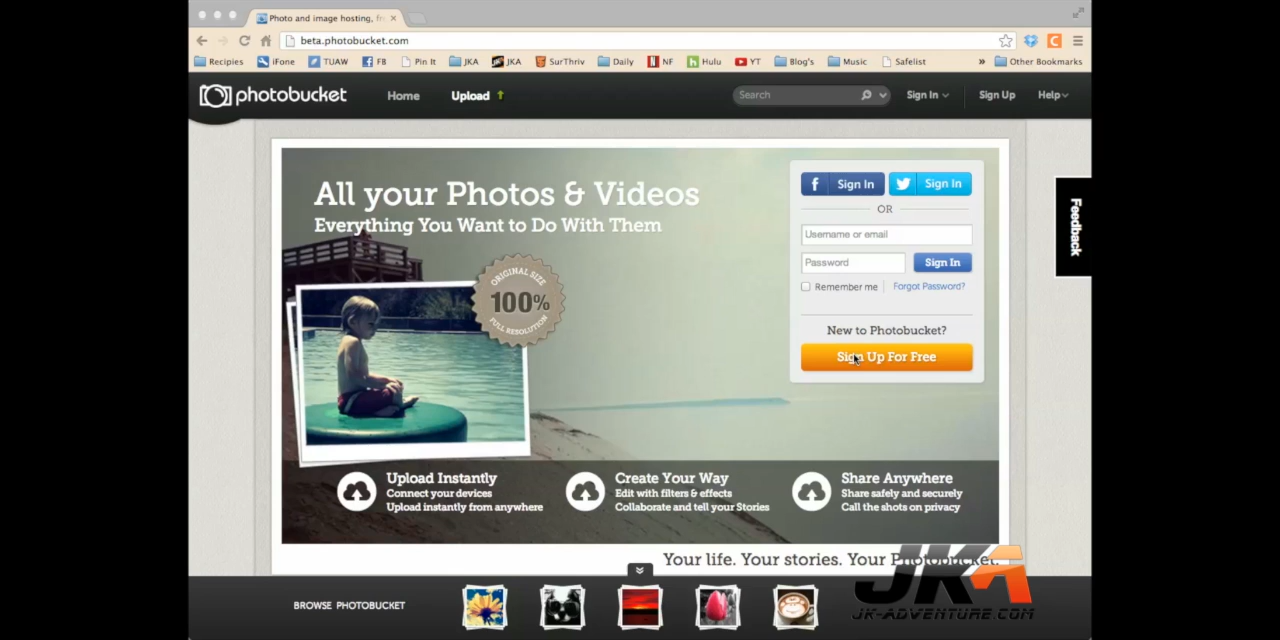 Photo and image hosting, fr
beta.photobucket.com
Recipies
iFone
TUAW
FB
Pin It
JKA
JKA
SurThriv
Daily
NF
Hulu
YT
Blog's
Music
Safelist
»
Other Bookmarks
photobucket
Home
Upload
Search
Sign In
Sign Up
Help
Feedback
All your Photos & Videos
Everything You Want to Do With Them
ORIGINAL SIZE
100%
FULL RESOLUTION
f Sign In
Sign In
OR
Username or email
Password
Sign In
Remember me
Forgot Password?
New to Photobucket?
Sign Up For Free
Upload Instantly
Connect your devices
Upload instantly from anywhere
Create Your Way
Edit with filters & effects
Collaborate and tell your Stories
Share Anywhere
Share safely and securely
Call the shots on privacy
Your life. Your stories. Your Photobucket.
JKA
JK-ADVENTURE.COM
BROWSE PHOTOBUCKET